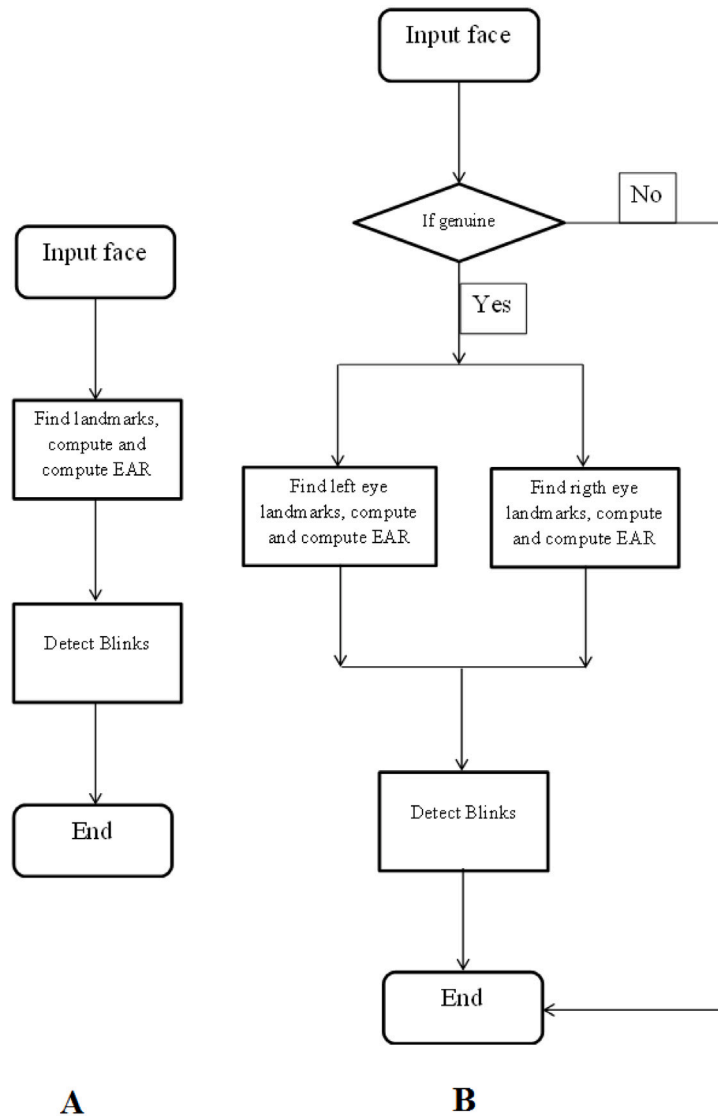 Input face
Find landmarks,
compute and
compute EAR
Detect Blinks
End
A
Input face
If genuine
No
Yes
Find left eye
landmarks, compute
and compute EAR
Find rigth eye
landmarks, compute
and compute EAR
Detect Blinks
End
B